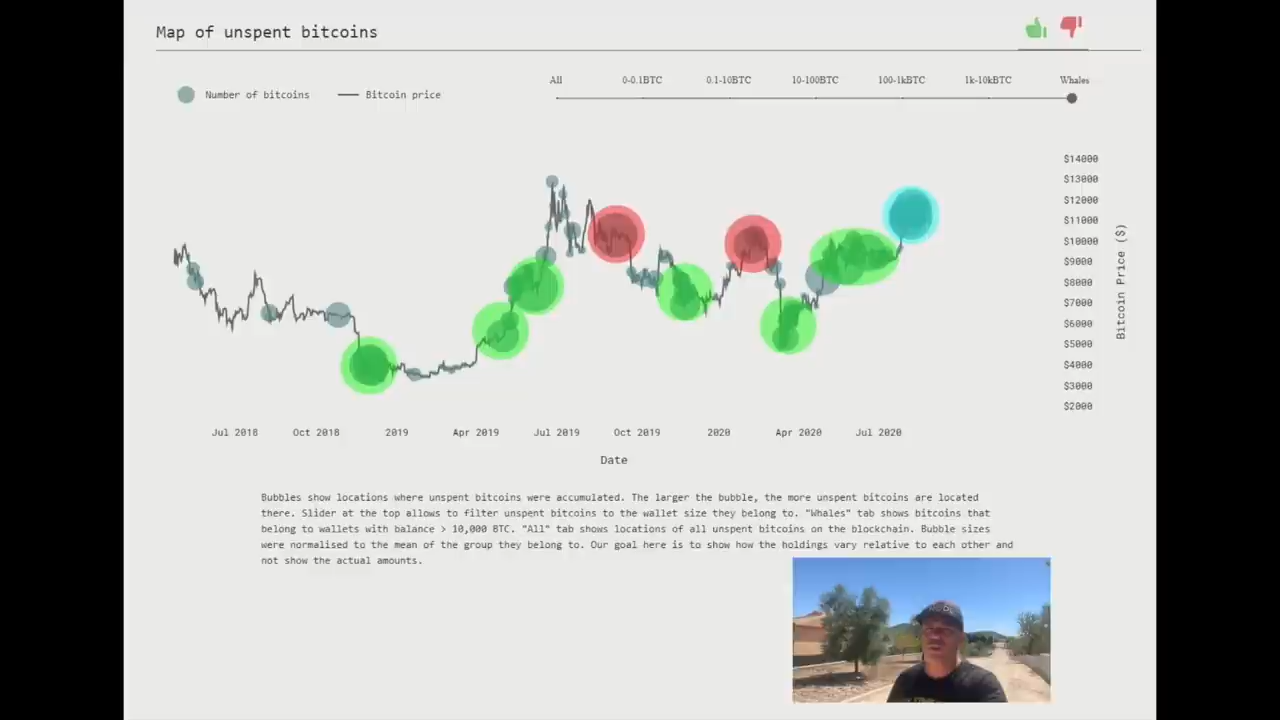 Map of unspent bitcoins
All 0-0.1BTC 0.1-10BTC 10-100BTC 100-1kBTC 1k-10kBTC Whales
Number of bitcoins Bitcoin price
$14000
$13000
$12000
$11000
$10000
$9000
$8000
$7000
$6000
$5000
$4000
$3000
$2000
Bitcoin Price ($)
Jul 2018 Oct 2018 2019 Apr 2019 Jul 2019 Oct 2019 2020 Apr 2020 Jul 2020
Date
Bubbles show locations where unspent bitcoins were accumulated. The larger the bubble, the more unspent bitcoins are located
there. Slider at the top allows to filter unspent bitcoins to the wallet size they belong to. "Whales" tab shows bitcoins that
belong to wallets with balance > 10,000 BTC. "All" tab shows locations of all unspent bitcoins on the blockchain. Bubble sizes
were normalised to the mean of the group they belong to. Our goal here is to show how the holdings vary relative to each other and
not show the actual amounts.